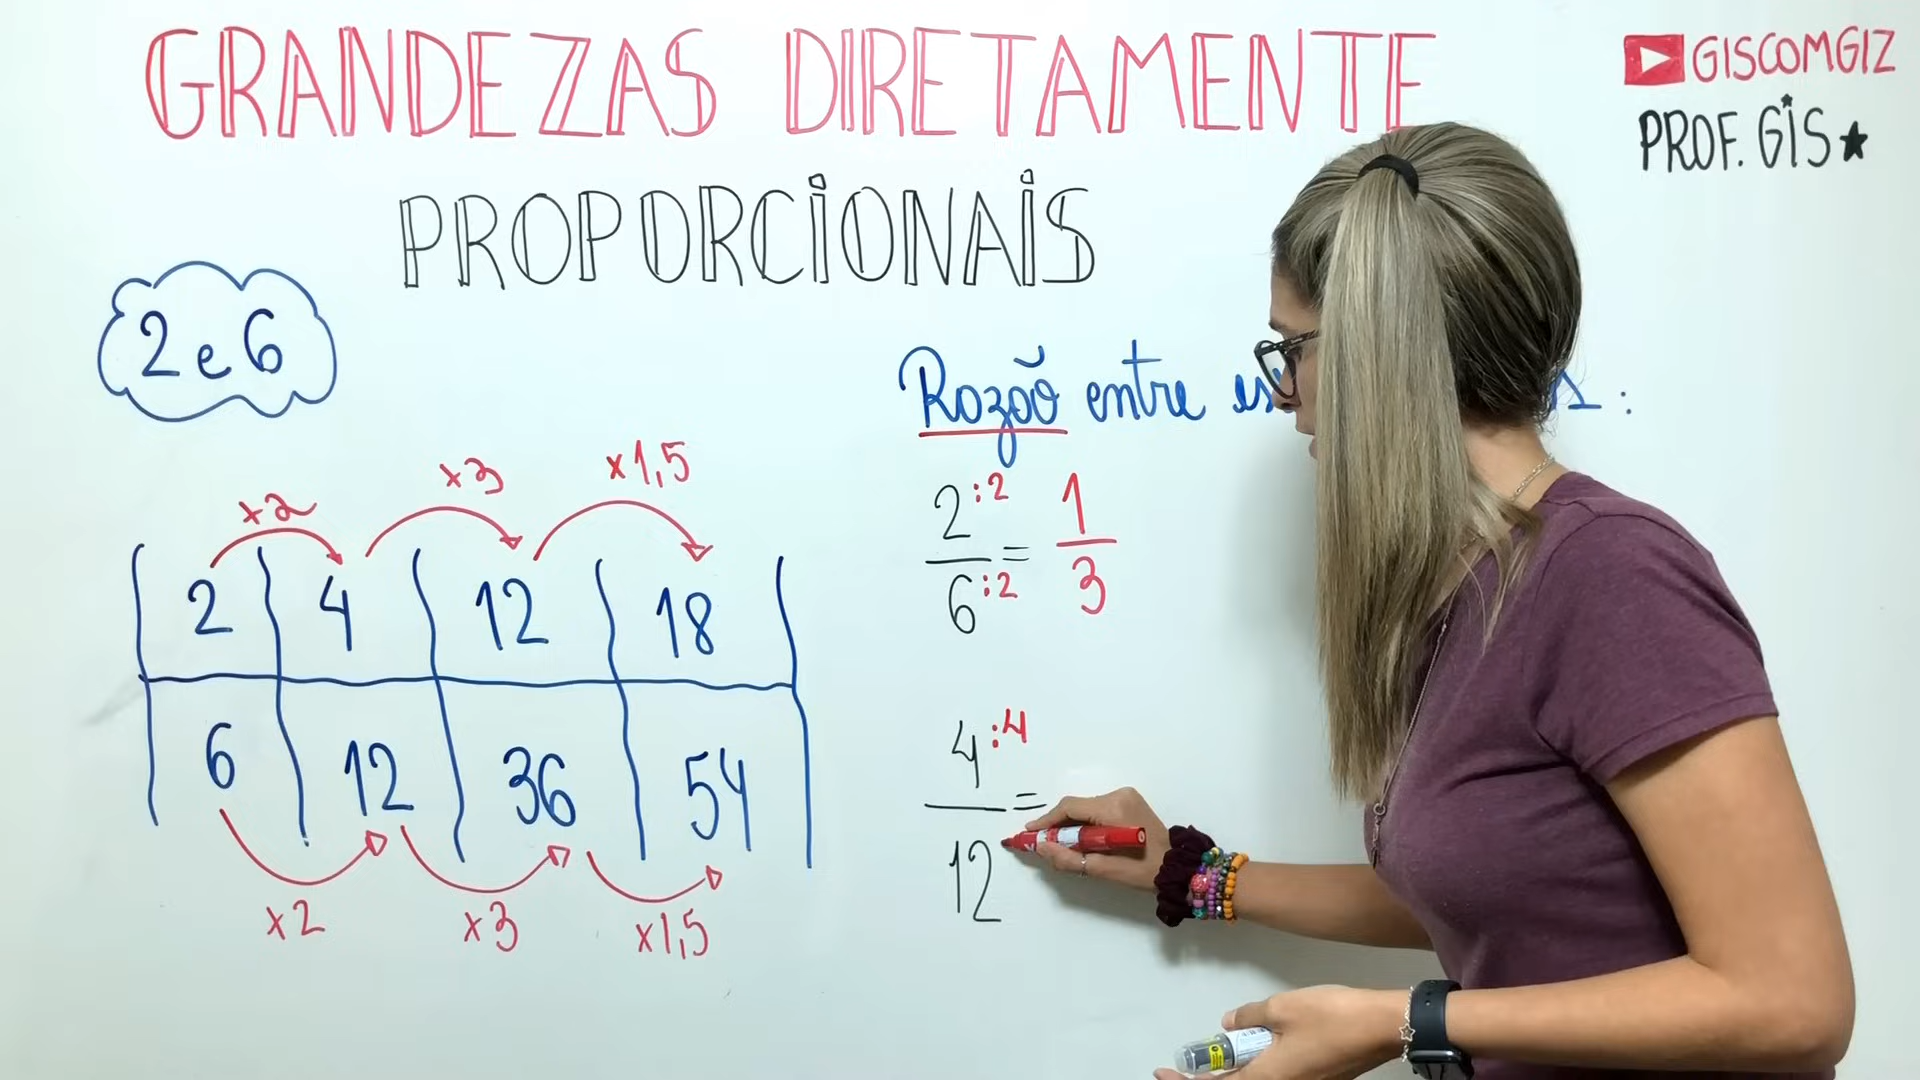 GRANDEZAS DIRETAMENTE
PROPORCIONAIS
GISCOMGIZ
PROF. GIS
2 e 6
x2 x3 x1,5
2 4 12 18
6 12 36 54
x2 x3 x1,5
Razão entre
2:2 = 1
6:2 3
4:4 =
12